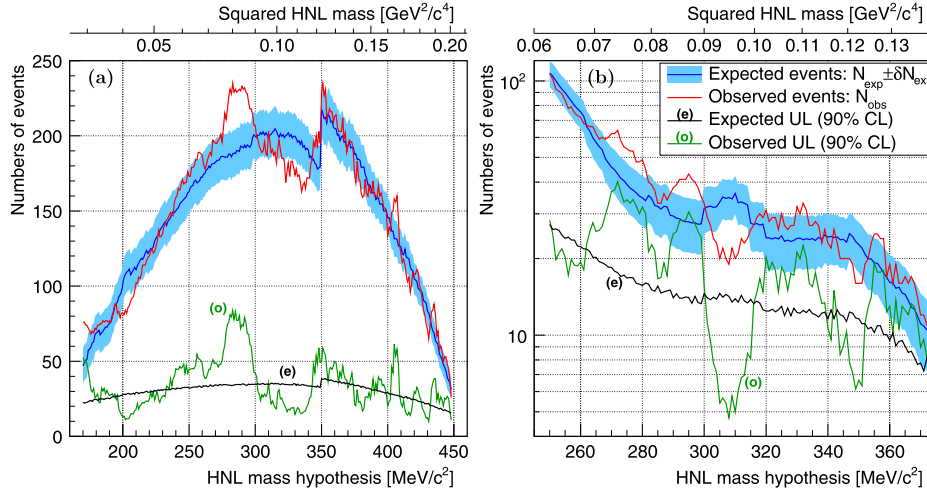 Squared HNL mass [GeV²/c⁴]
0.05 0.10 0.15 0.20
(a)
Numbers of events
250
200
150
100
50
0
(o)
(e)
200 250 300 350 400 450
HNL mass hypothesis [MeV/c²]
Squared HNL mass [GeV²/c⁴]
0.06 0.07 0.08 0.09 0.10 0.11 0.12 0.13
(b)
Numbers of events
10²
10
Expected events: N_exp ± δN_ex
Observed events: N_obs
(e) Expected UL (90% CL)
(o) Observed UL (90% CL)
(e)
(o)
260 280 300 320 340 360
HNL mass hypothesis [MeV/c²]